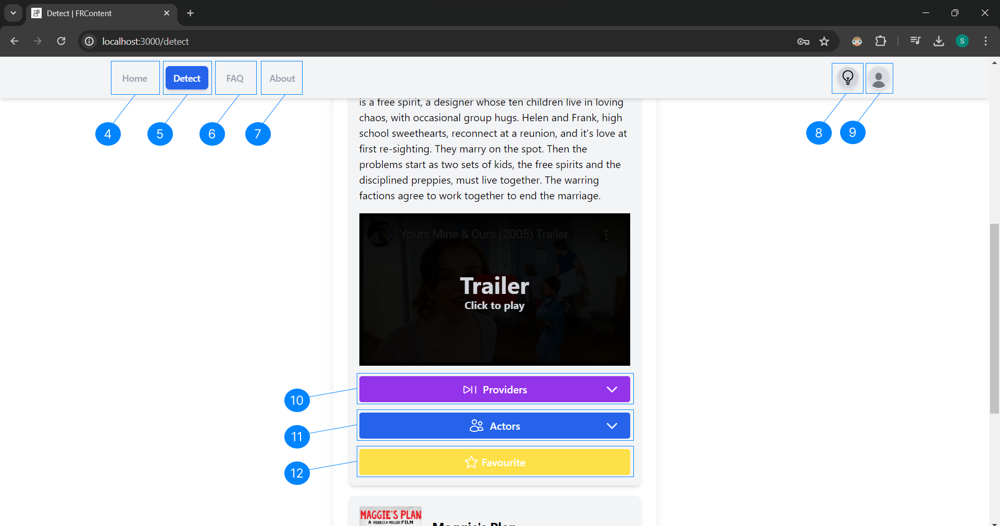 Detect | FRContent
localhost:3000/detect
S
Home
Detect
FAQ
About
4
5
6
7
8
9
is a free spirit, a designer whose ten children live in loving
chaos, with occasional group hugs. Helen and Frank, high
school sweethearts, reconnect at a reunion, and it's love at
first re-sighting. They marry on the spot. Then the
problems start as two sets of kids, the free spirits and the
disciplined preppies, must live together. The warring
factions agree to work together to end the marriage.
Yours Mine & Ours (2005) Trailer
Trailer
Click to play
10
Providers
11
Actors
12
Favourite
MAGGIE'S PLAN
A REBECCA MILLER FILM
Maggie's Plan